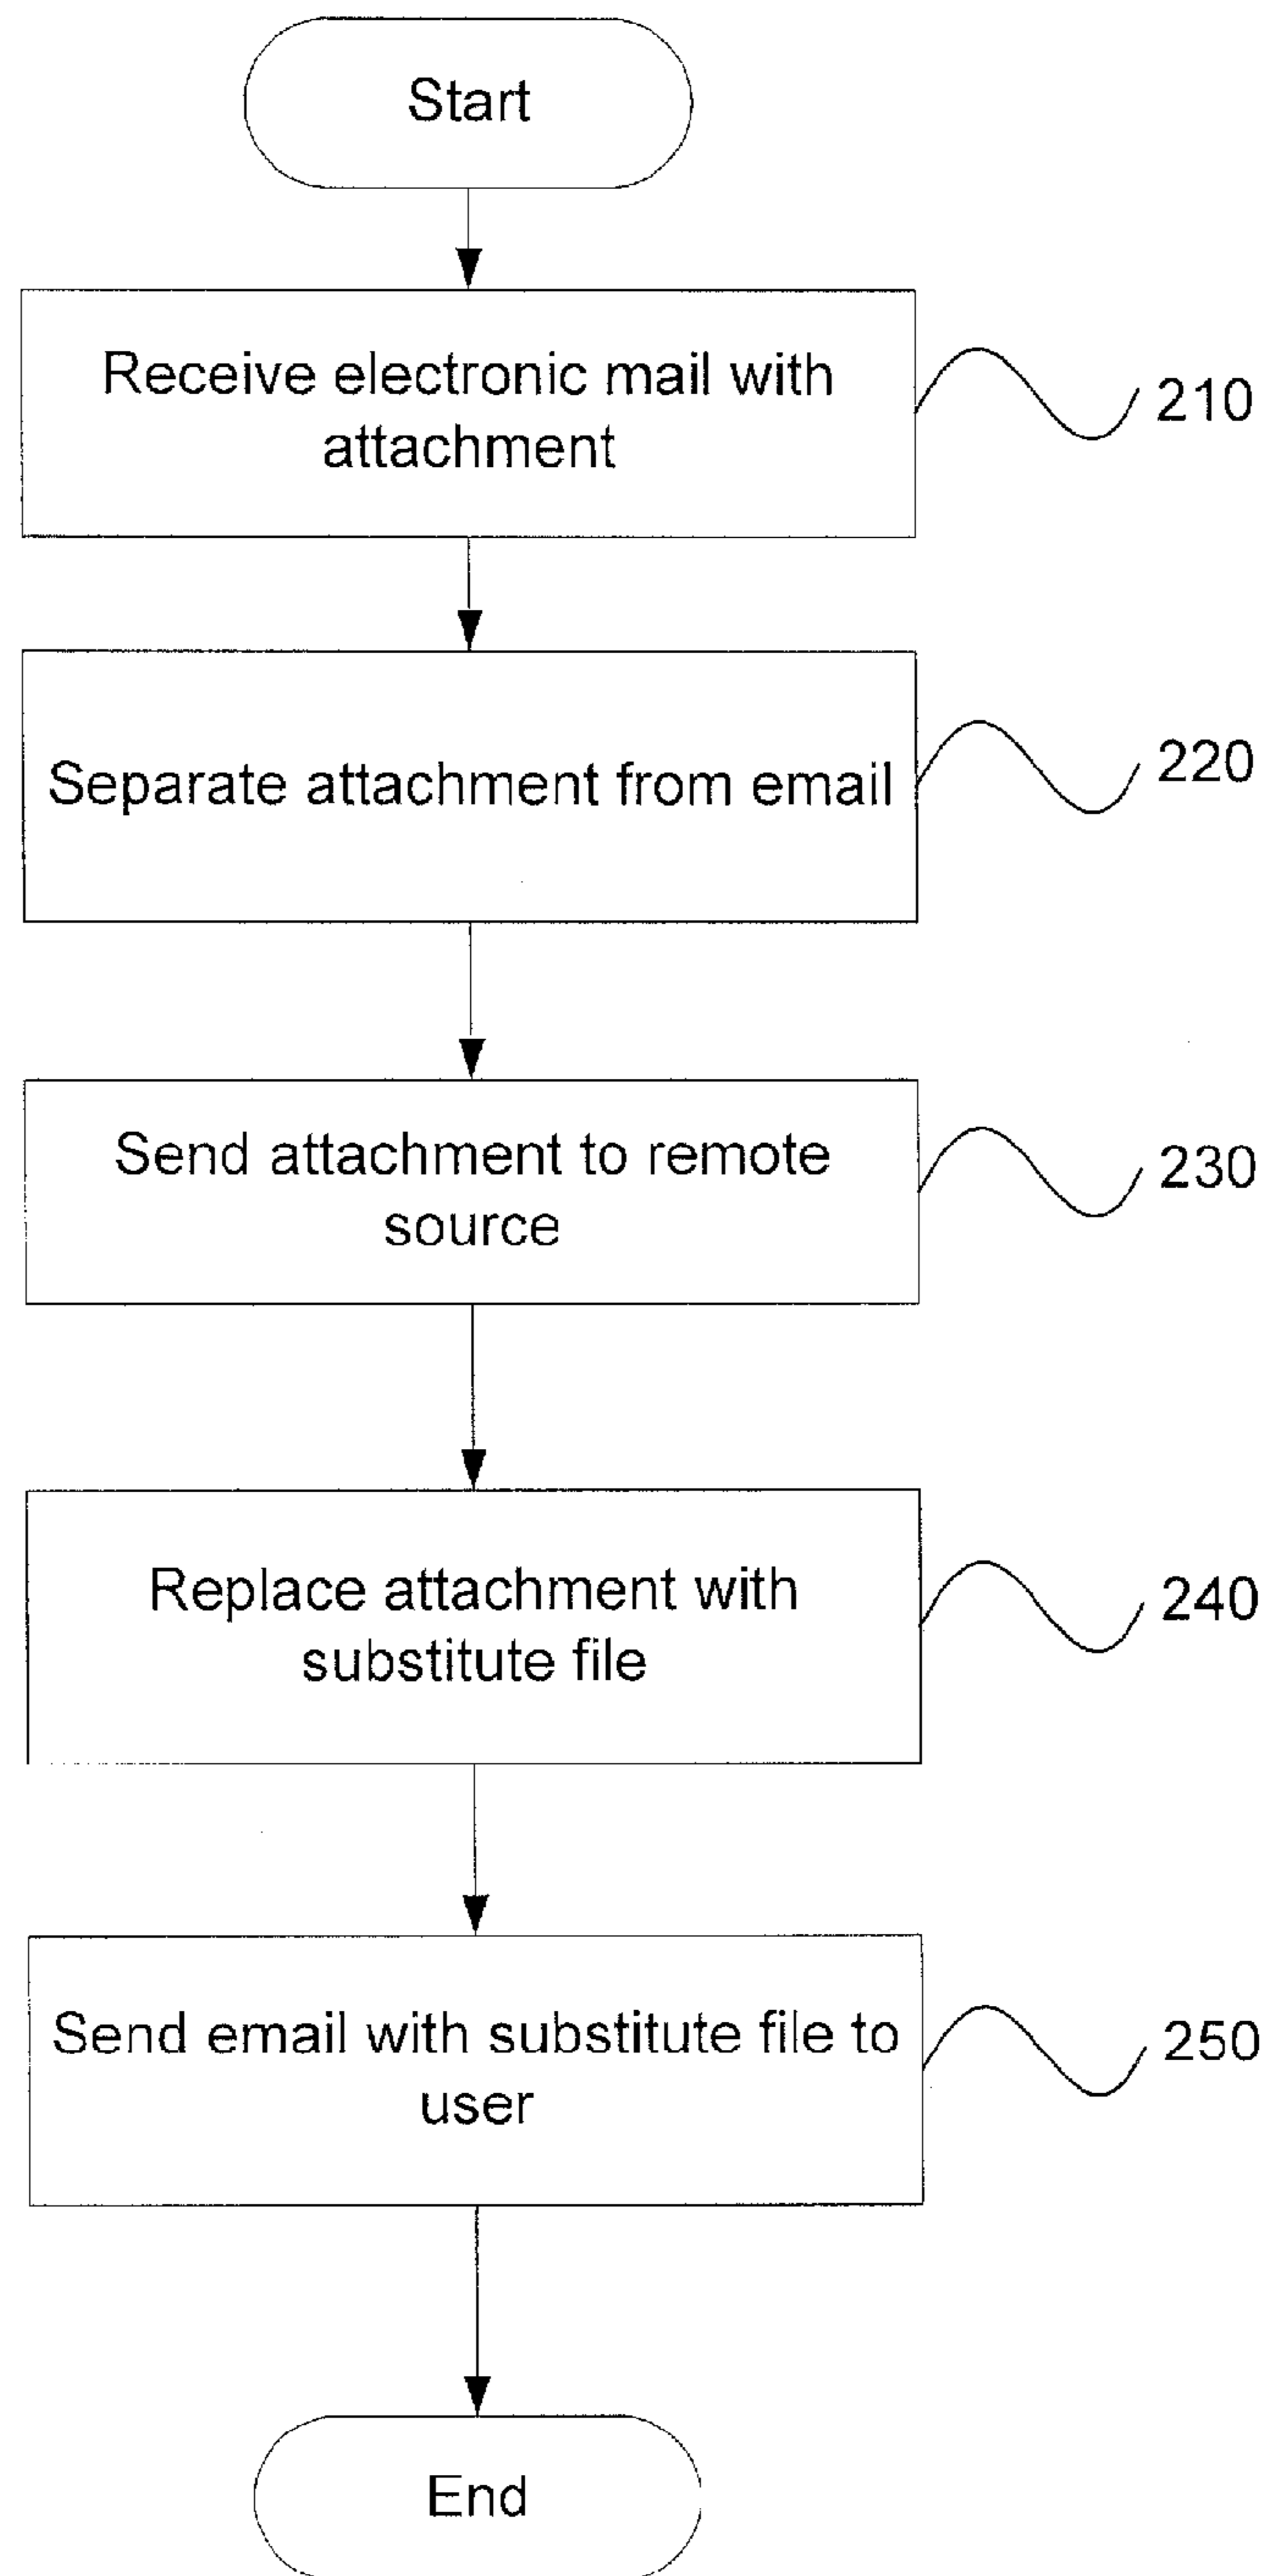 Start
Receive electronic mail with
attachment
210
Separate attachment from email
220
Send attachment to remote
source
230
Replace attachment with
substitute file
240
Send email with substitute file to
user
250
End